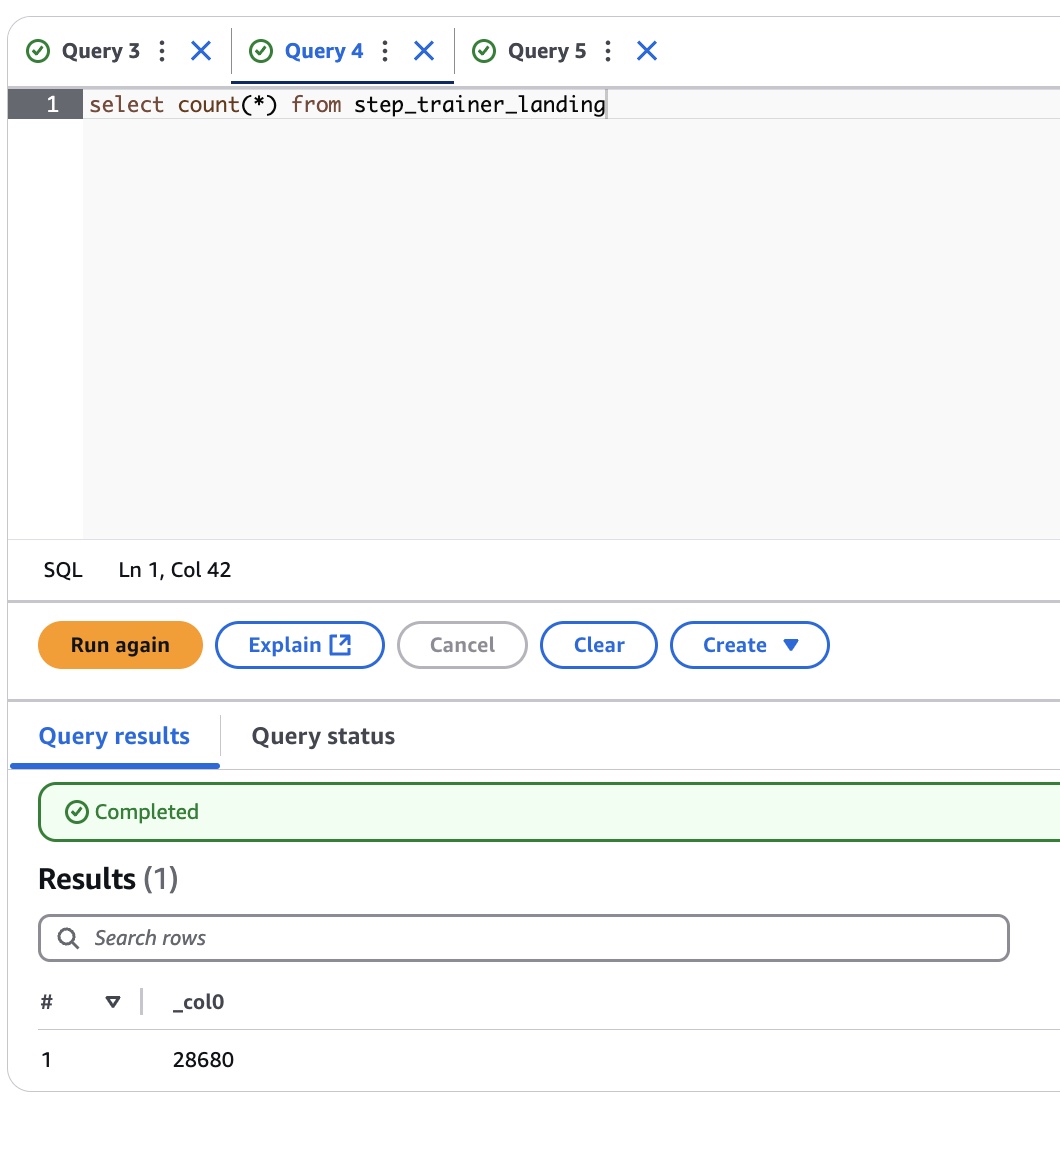 Query 3 Query 4 Query 5
1 select count(*) from step_trainer_landing
SQL Ln 1, Col 42
Run again Explain Cancel Clear Create
Query results Query status
Completed
Results (1)
Search rows
# _col0
1 28680